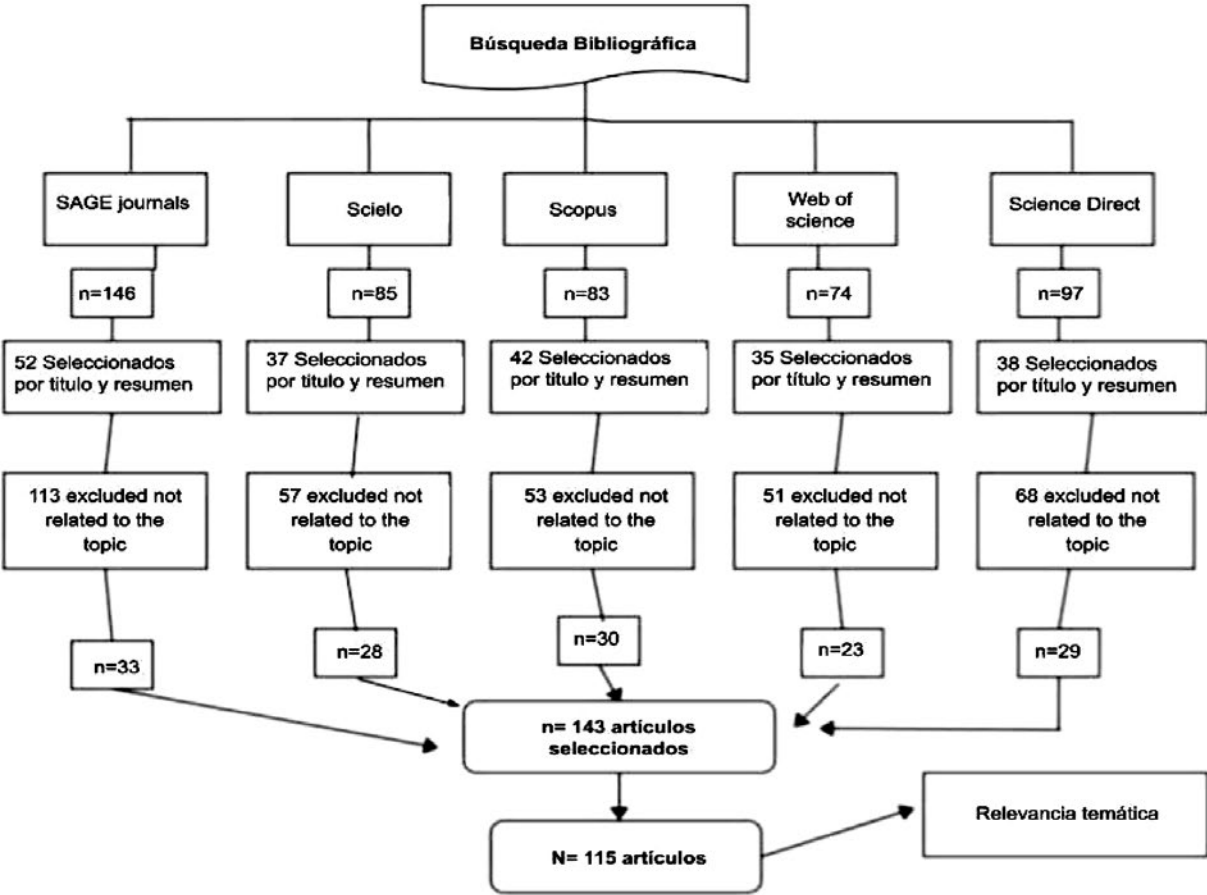 Búsqueda Bibliográfica
SAGE journals
Scielo
Scopus
Web of
science
Science Direct
n=146
n=85
n=83
n=74
n=97
52 Seleccionados
por titulo y resumen
37 Seleccionados
por titulo y resumen
42 Seleccionados
por titulo y resumen
35 Seleccionados
por título y resumen
38 Seleccionados
por título y resumen
113 excluded not
related to the
topic
57 excluded not
related to the
topic
53 excluded not
related to the
topic
51 excluded not
related to the
topic
68 excluded not
related to the
topic
n=33
n=28
n=30
n=23
n=29
n= 143 artículos
seleccionados
N= 115 artículos
Relevancia temática